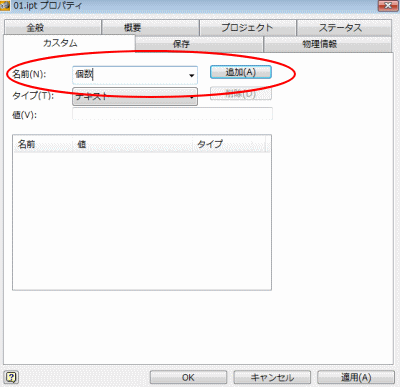 01.ipt プロパティ
全般 概要 プロジェクト ステータス
カスタム 保存 物理情報
名前(N): 個数 追加(A)
タイプ(T): テキスト 削除(D)
値(V):
名前 値 タイプ
OK キャンセル 適用(A)